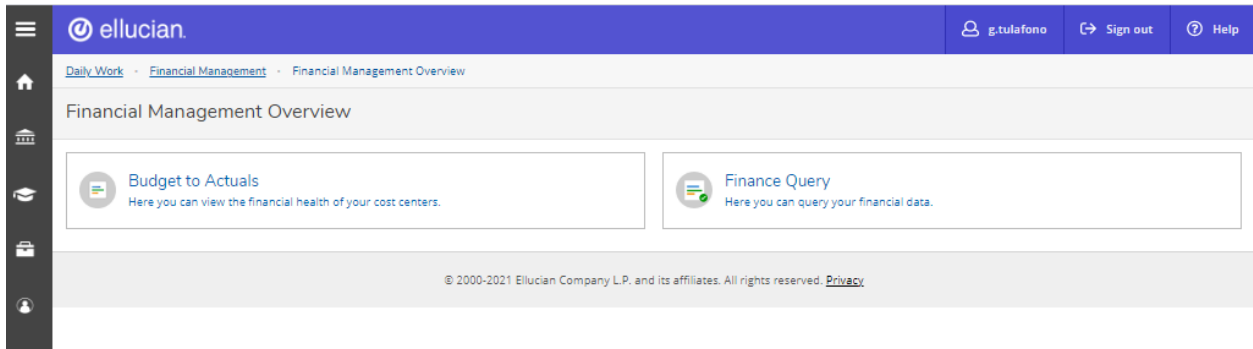 ellucian.
g.tulafono
Sign out
Help
Daily Work · Financial Management · Financial Management Overview
Financial Management Overview
Budget to Actuals
Here you can view the financial health of your cost centers.
Finance Query
Here you can query your financial data.
© 2000-2021 Ellucian Company L.P. and its affiliates. All rights reserved. Privacy